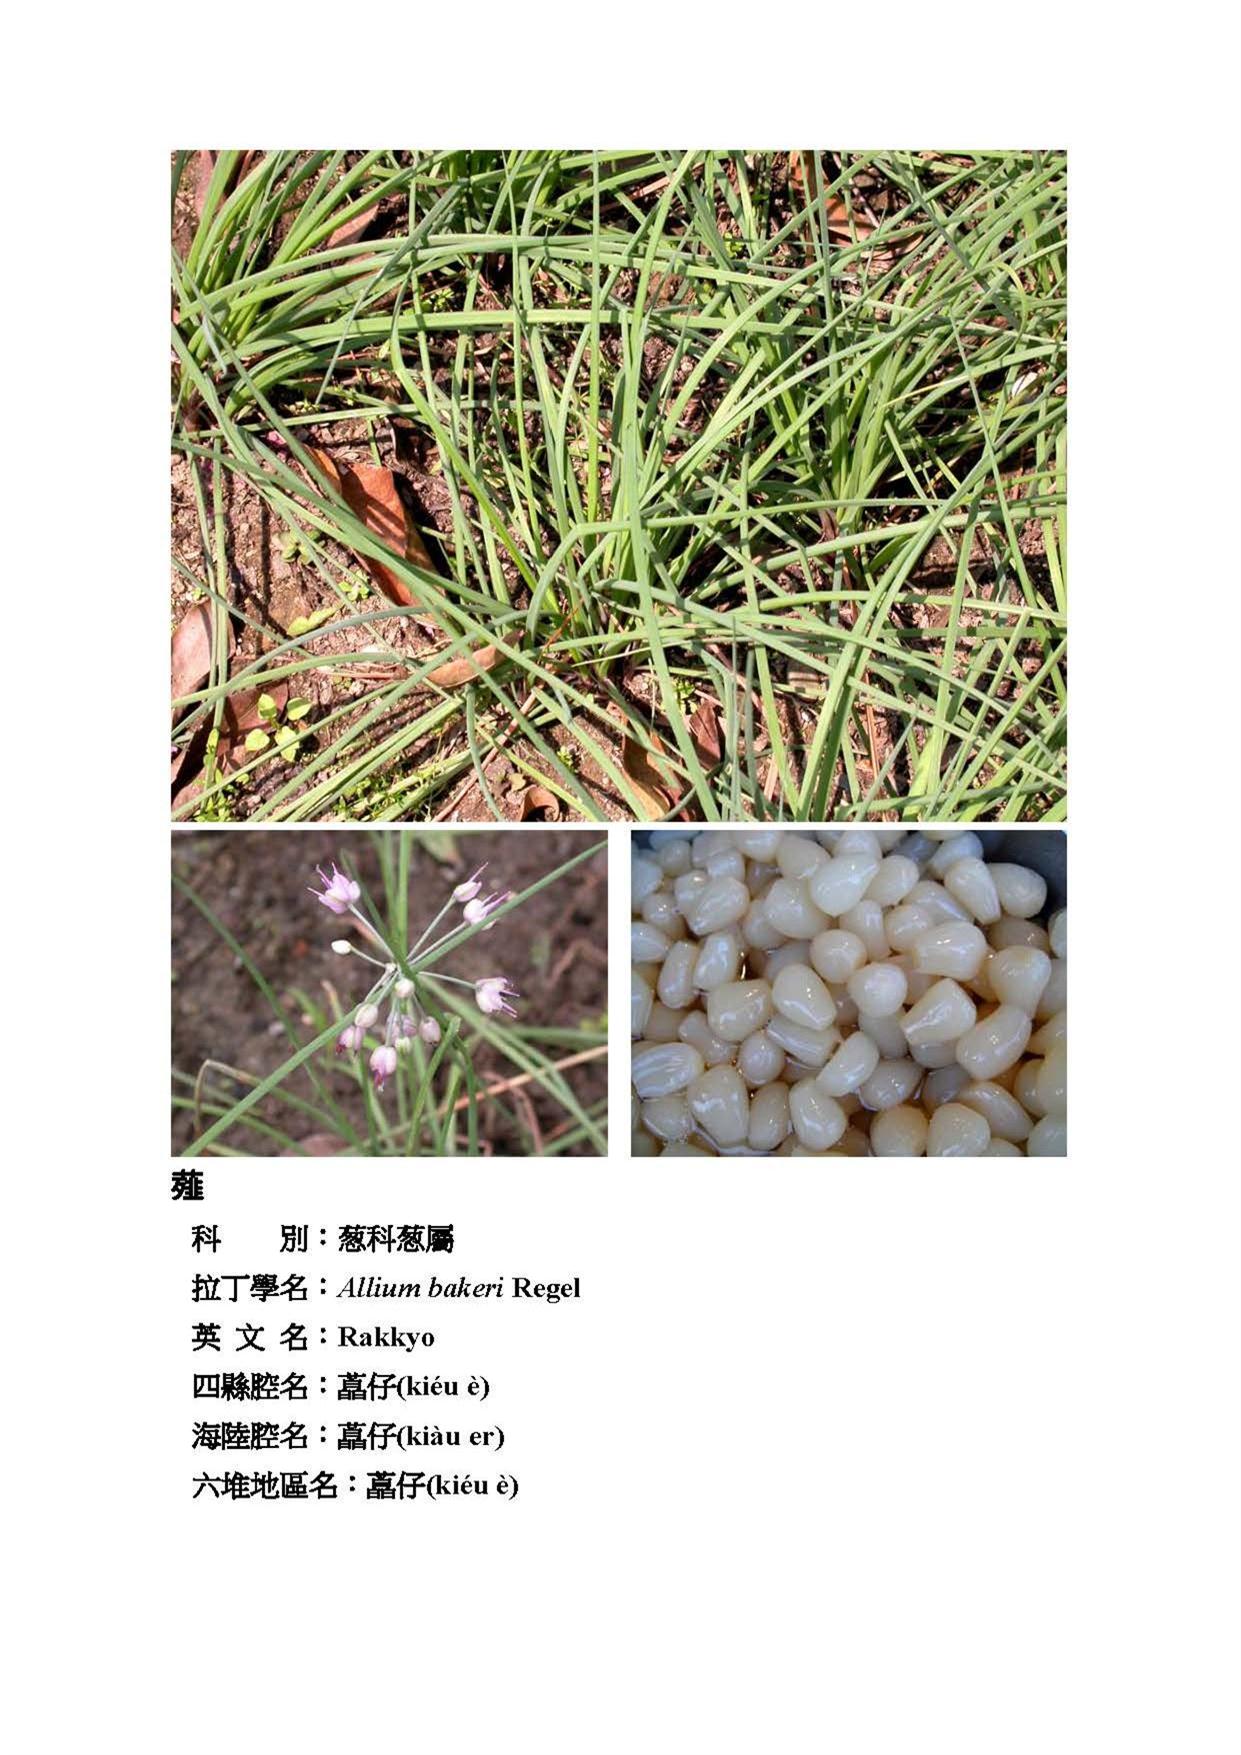 薤
科　　別：葱科葱屬
拉丁學名：Allium bakeri Regel
英 文 名：Rakkyo
四縣腔名：藠仔(kiéu è)
海陸腔名：藠仔(kiàu er)
六堆地區名：藠仔(kiéu è)